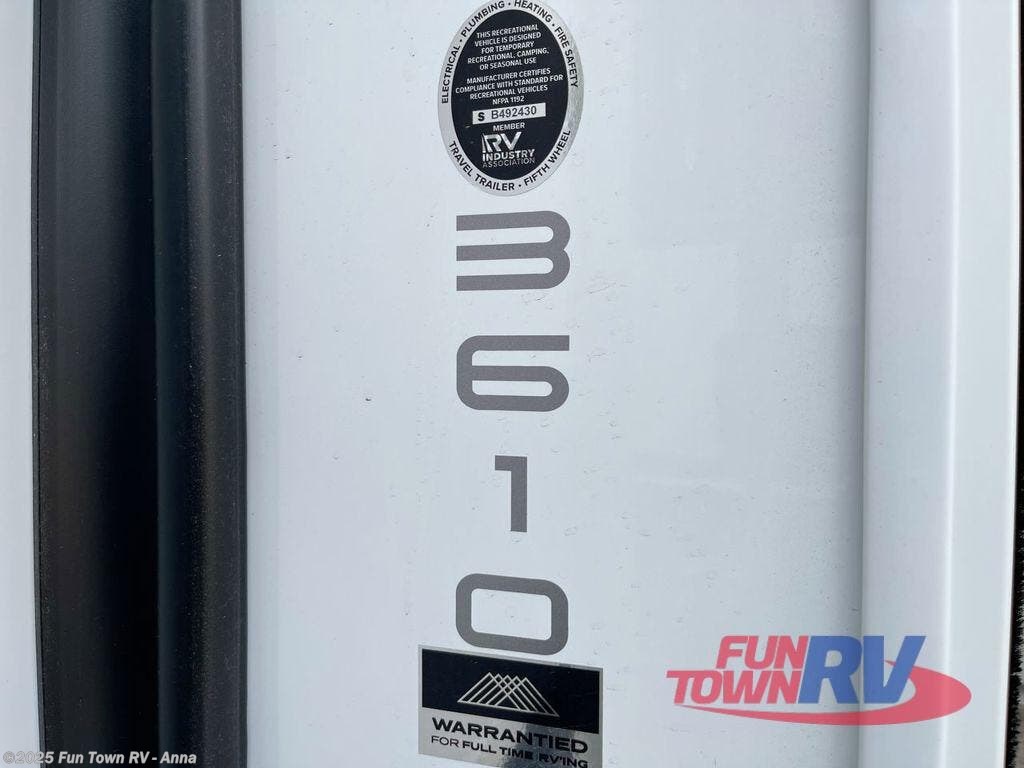 ELECTRICAL • PLUMBING • HEATING • FIRE SAFETY
THIS RECREATIONAL
VEHICLE IS DESIGNED
FOR TEMPORARY
RECREATIONAL, CAMPING,
OR SEASONAL USE
MANUFACTURER CERTIFIES
COMPLIANCE WITH STANDARD FOR
RECREATIONAL VEHICLES
NFPA 1192
S B492430
MEMBER
RV
INDUSTRY
ASSOCIATION
TRAVEL TRAILER • FIFTH WHEEL
3
6
1
0
WARRANTIED
FOR FULL TIME RV'ING
FUN
TOWN RV
©2025 Fun Town RV - Anna